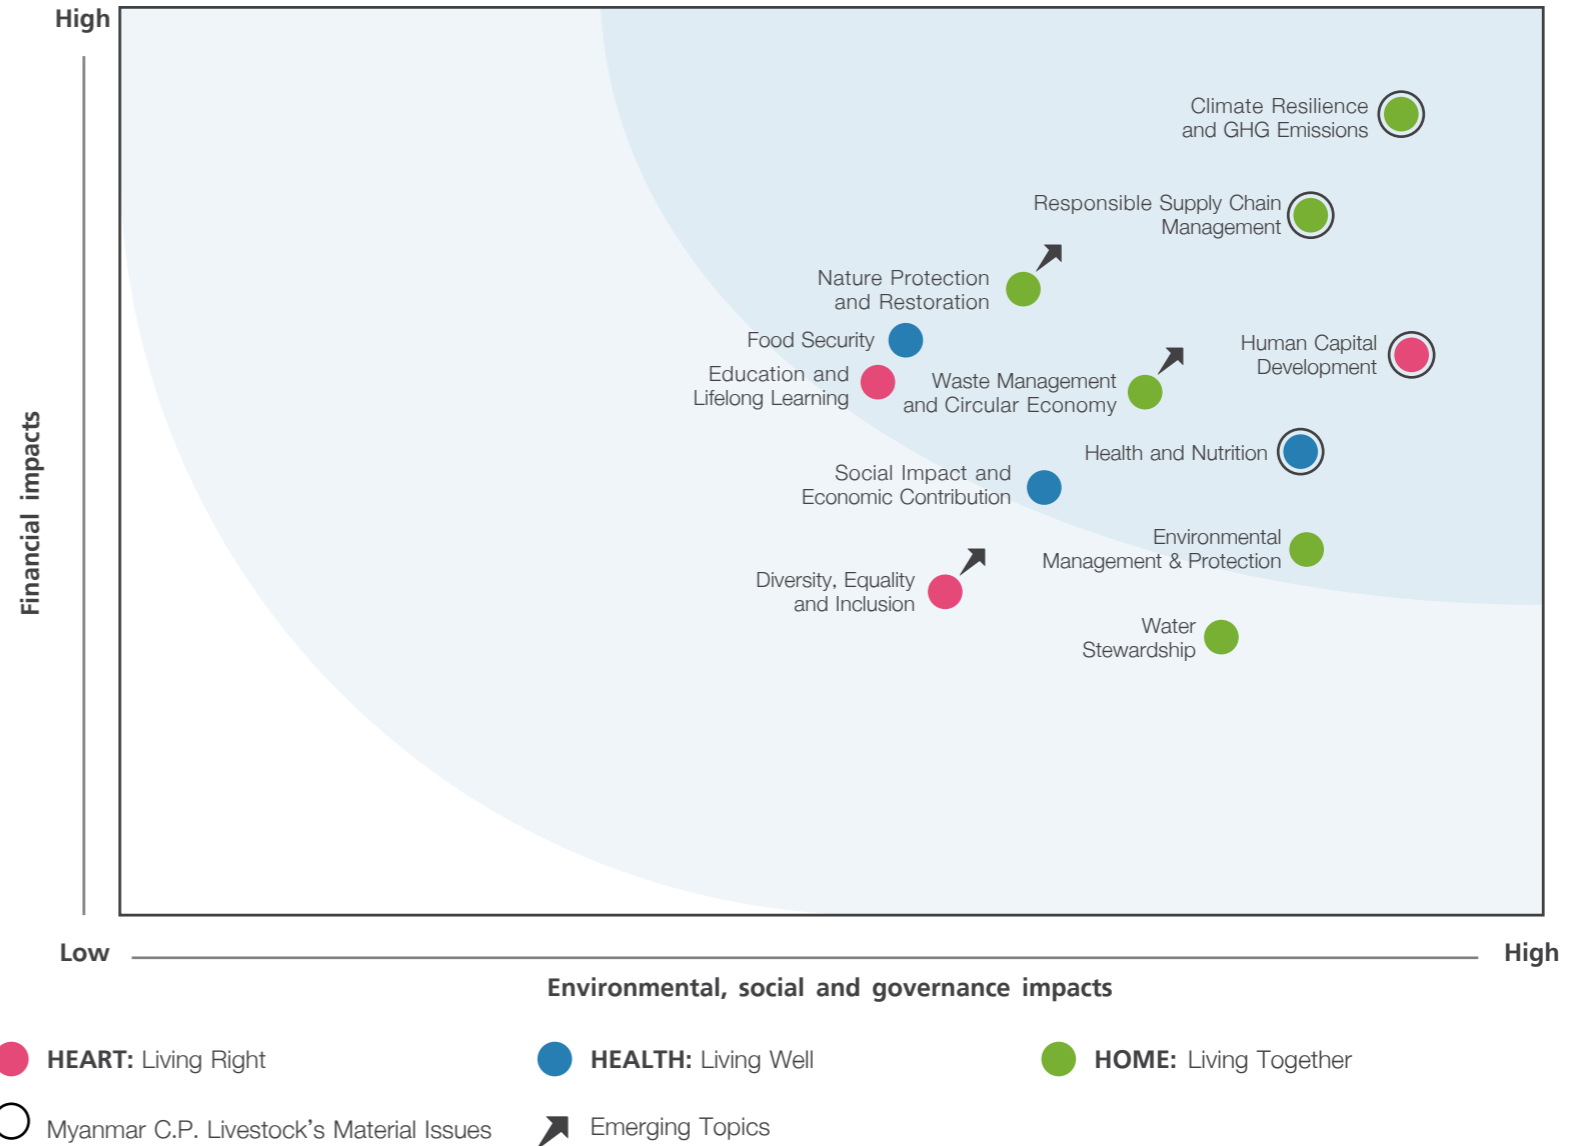 High
Climate Resilience
and GHG Emissions
Responsible Supply Chain
Management
Nature Protection
and Restoration
Food Security
Human Capital
Development
Education and
Lifelong Learning
Waste Management
and Circular Economy
Health and Nutrition
Social Impact and
Economic Contribution
Environmental
Management & Protection
Diversity, Equality
and Inclusion
Water
Stewardship
Financial impacts
Low
High
Environmental, social and governance impacts
HEART: Living Right
HEALTH: Living Well
HOME: Living Together
Myanmar C.P. Livestock's Material Issues
Emerging Topics